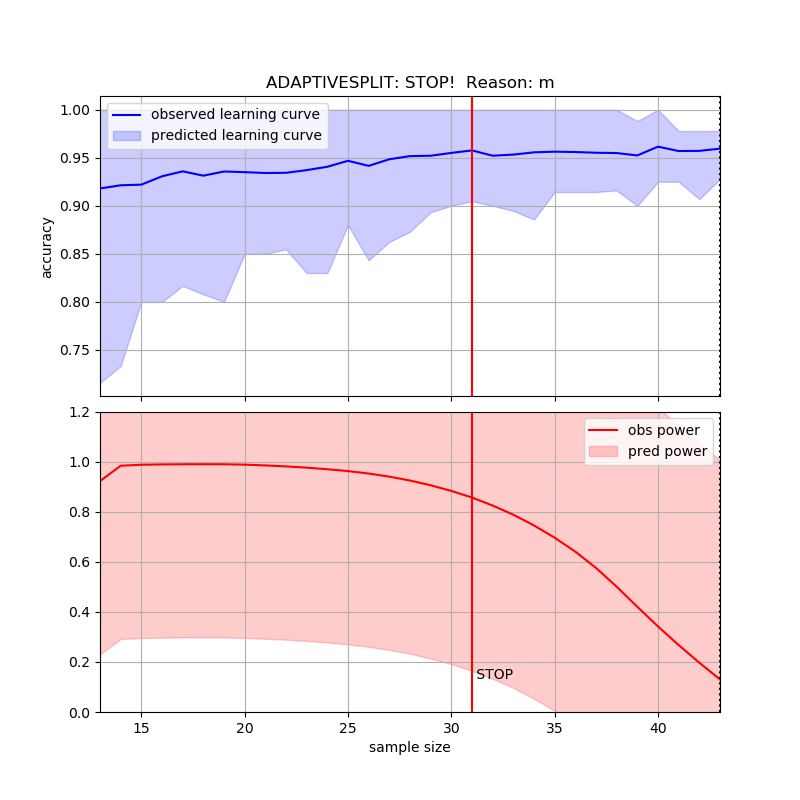 ADAPTIVESPLIT: STOP!  Reason: m
observed learning curve
predicted learning curve
1.00
0.95
0.90
0.85
0.80
0.75
accuracy
obs power
pred power
1.2
1.0
0.8
0.6
0.4
0.2
0.0
STOP
15 20 25 30 35 40
sample size